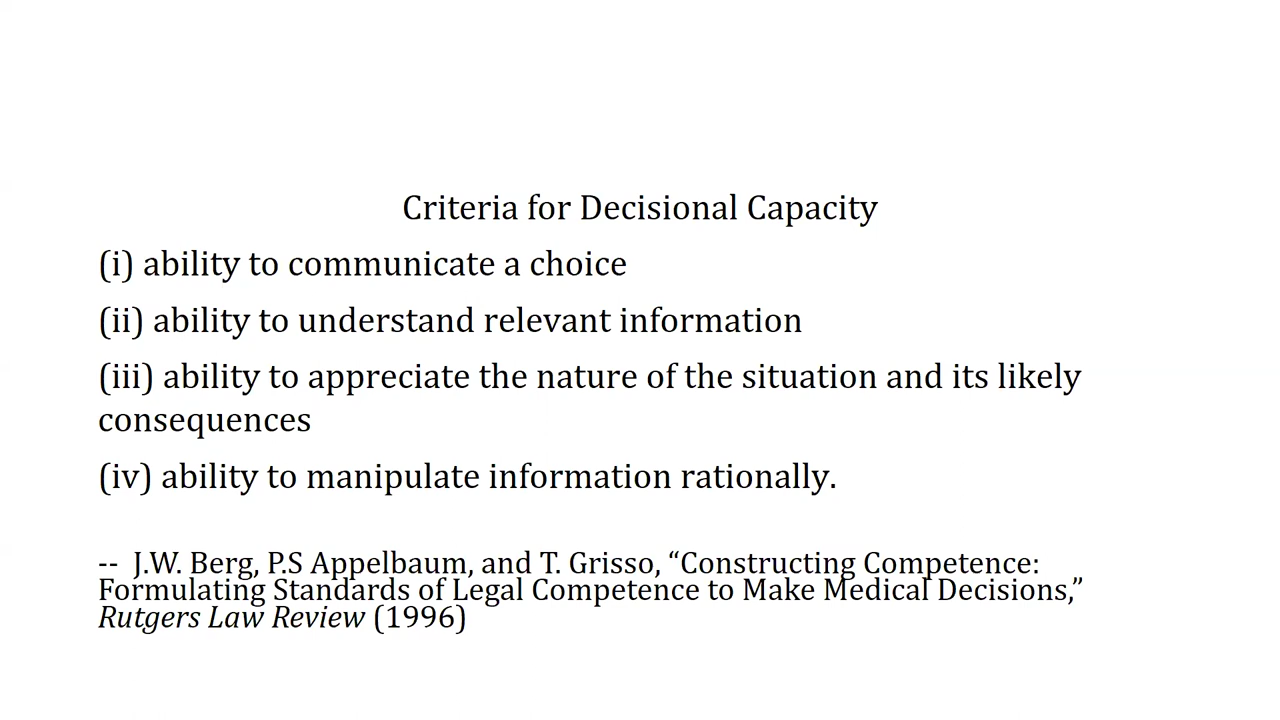 Criteria for Decisional Capacity
(i) ability to communicate a choice
(ii) ability to understand relevant information
(iii) ability to appreciate the nature of the situation and its likely
consequences
(iv) ability to manipulate information rationally.
-- J.W. Berg, P.S Appelbaum, and T. Grisso, “Constructing Competence:
Formulating Standards of Legal Competence to Make Medical Decisions,”
Rutgers Law Review (1996)